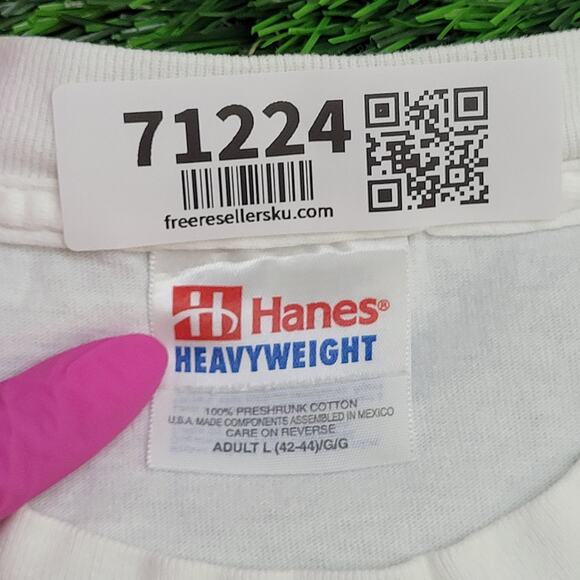 71224
freeresellersku.com
Hanes®
HEAVYWEIGHT
100% PRESHRUNK COTTON
U.S.A. MADE COMPONENTS ASSEMBLED IN MEXICO
CARE ON REVERSE
ADULT L (42-44)/G/G